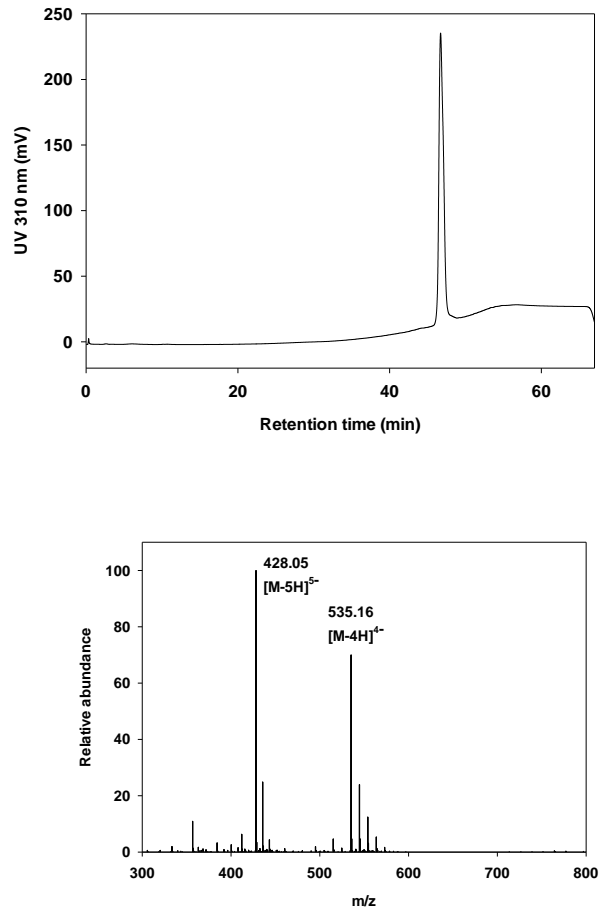 250
200
150
100
50
0
UV 310 nm (mV)
0 20 40 60
Retention time (min)
428.05
[M-5H]5-
535.16
[M-4H]4-
100
80
60
40
20
0
Relative abundance
300 400 500 600 700 800
m/z